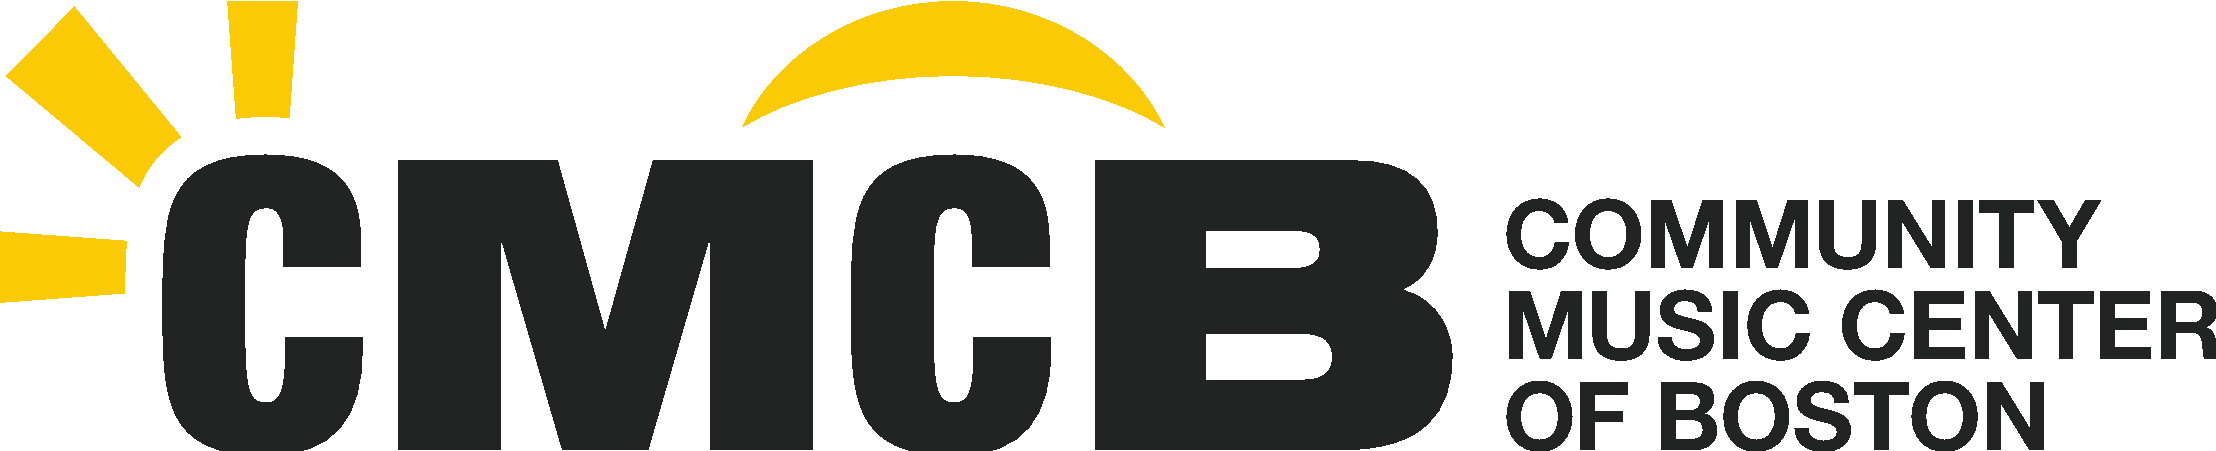 CMCB
COMMUNITY
MUSIC CENTER
OF BOSTON